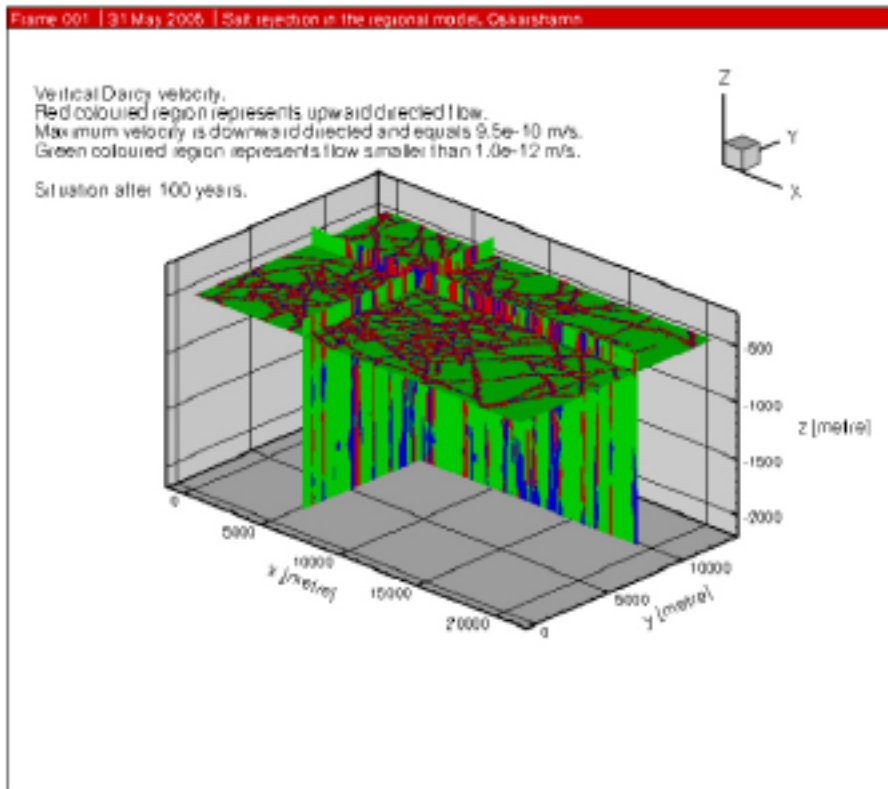 Frame 001 | 31 May 2005 | Salt rejection in the regional model, Oskarshamn
Vertical Darcy velocity.
Red coloured region represents upward directed flow.
Maximum velocity is downward directed and equals 9.5e-10 m/s.
Green coloured region represents flow smaller than 1.0e-12 m/s.
Situation after 100 years.
Z
Y
X
-500
-1000
z [metre]
-1500
-2000
0
5000
10000
x [metre]
15000
20000
0
5000
y [metre]
10000